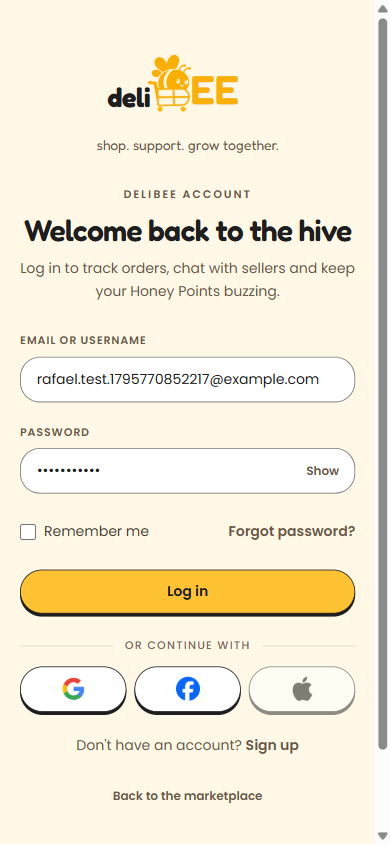 deliBEE
shop. support. grow together.
DELIBEE ACCOUNT
Welcome back to the hive
Log in to track orders, chat with sellers and keep
your Honey Points buzzing.
EMAIL OR USERNAME
rafael.test.1795770852217@example.com
PASSWORD
•••••••••••
Show
Remember me
Forgot password?
Log in
OR CONTINUE WITH
Don't have an account? Sign up
Back to the marketplace